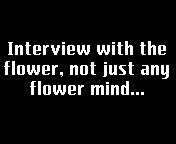 Interview with the
flower, not just any
flower mind...